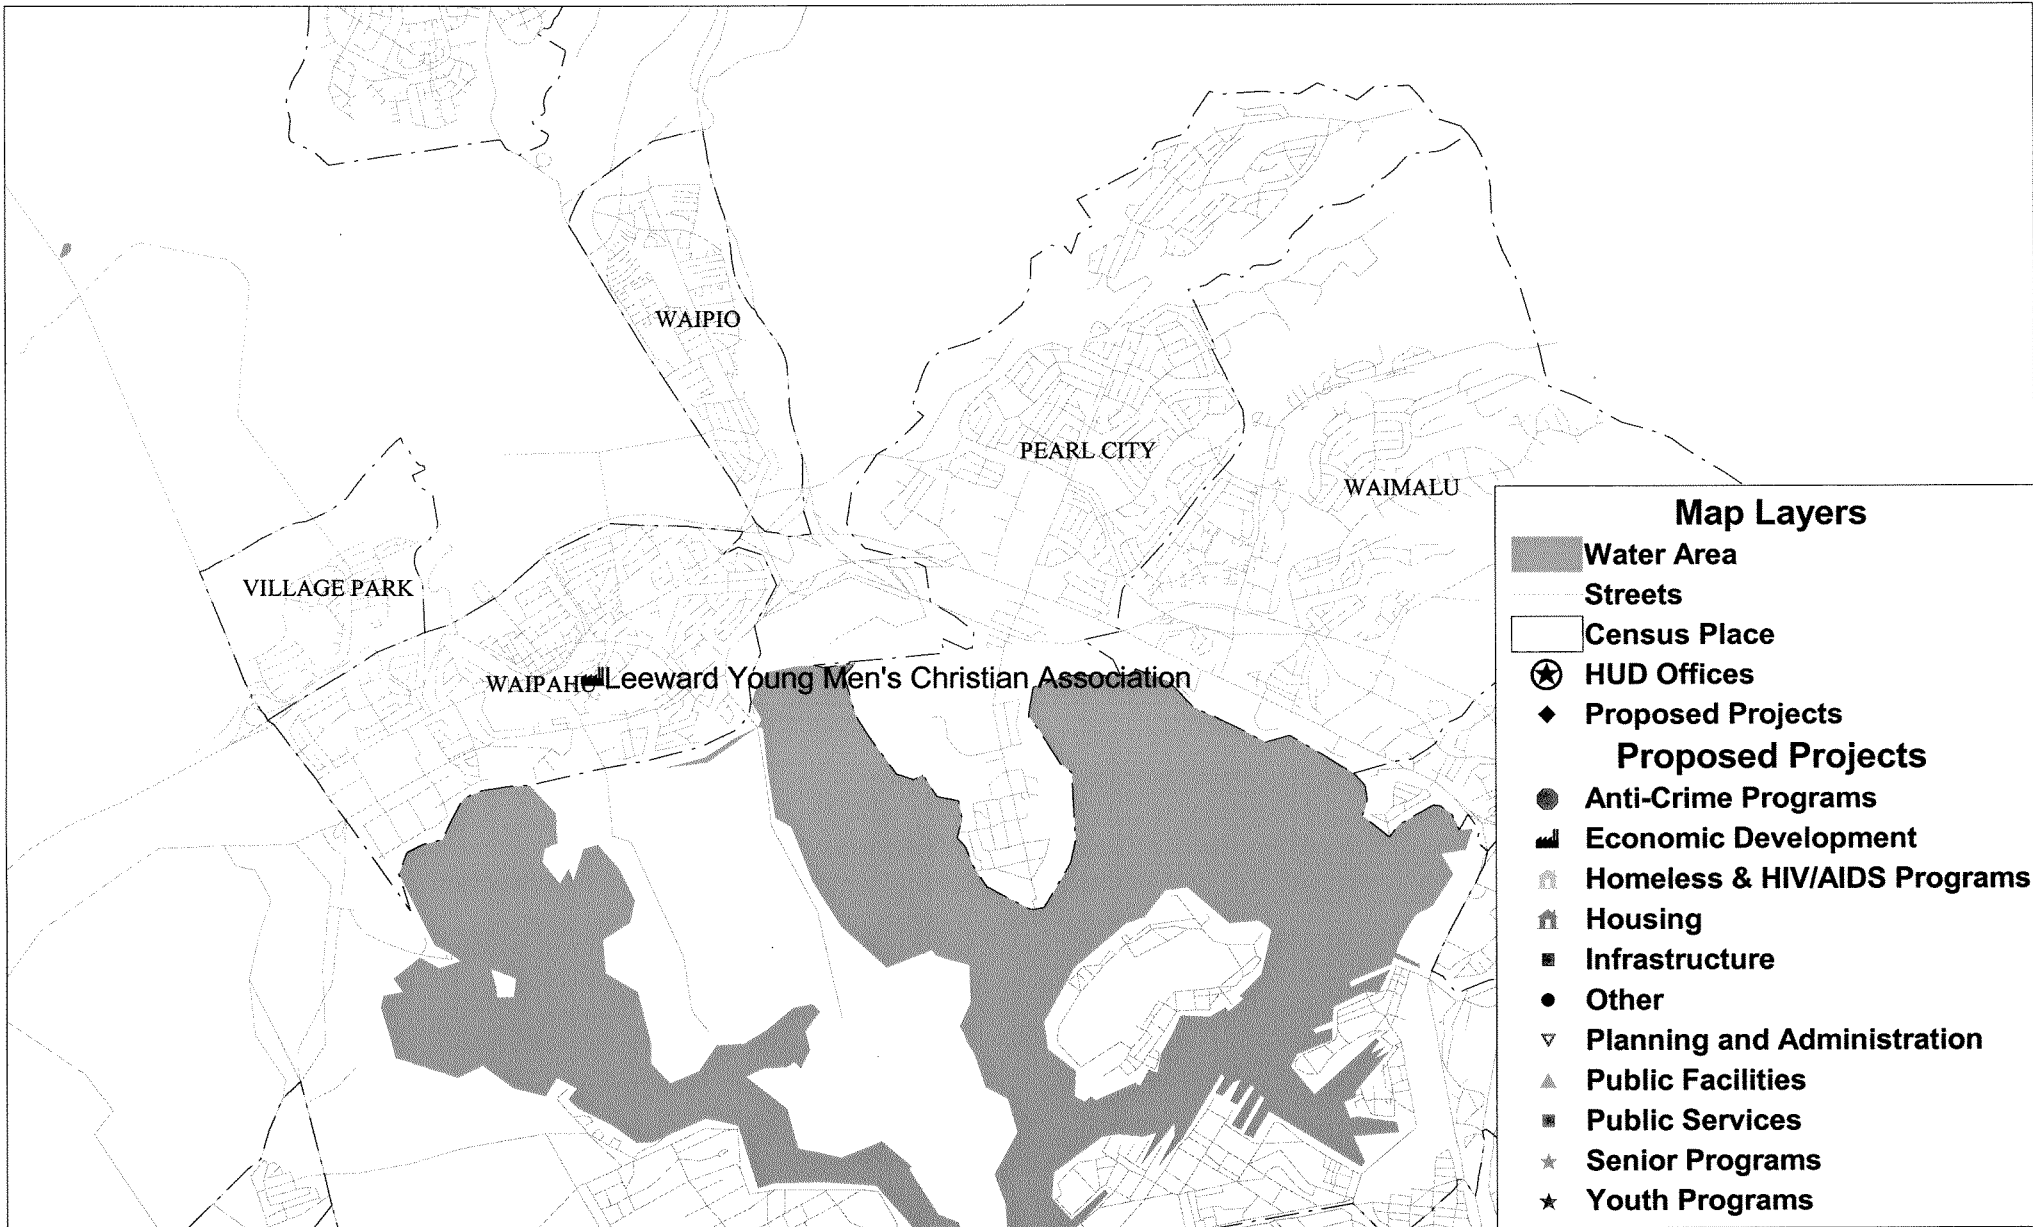 WAIPIO
PEARL CITY
WAIMALU
VILLAGE PARK
WAIPAHU
Leeward Young Men's Christian Association
Map Layers
Water Area
Streets
Census Place
HUD Offices
Proposed Projects
Proposed Projects
Anti-Crime Programs
Economic Development
Homeless & HIV/AIDS Programs
Housing
Infrastructure
Other
Planning and Administration
Public Facilities
Public Services
Senior Programs
Youth Programs